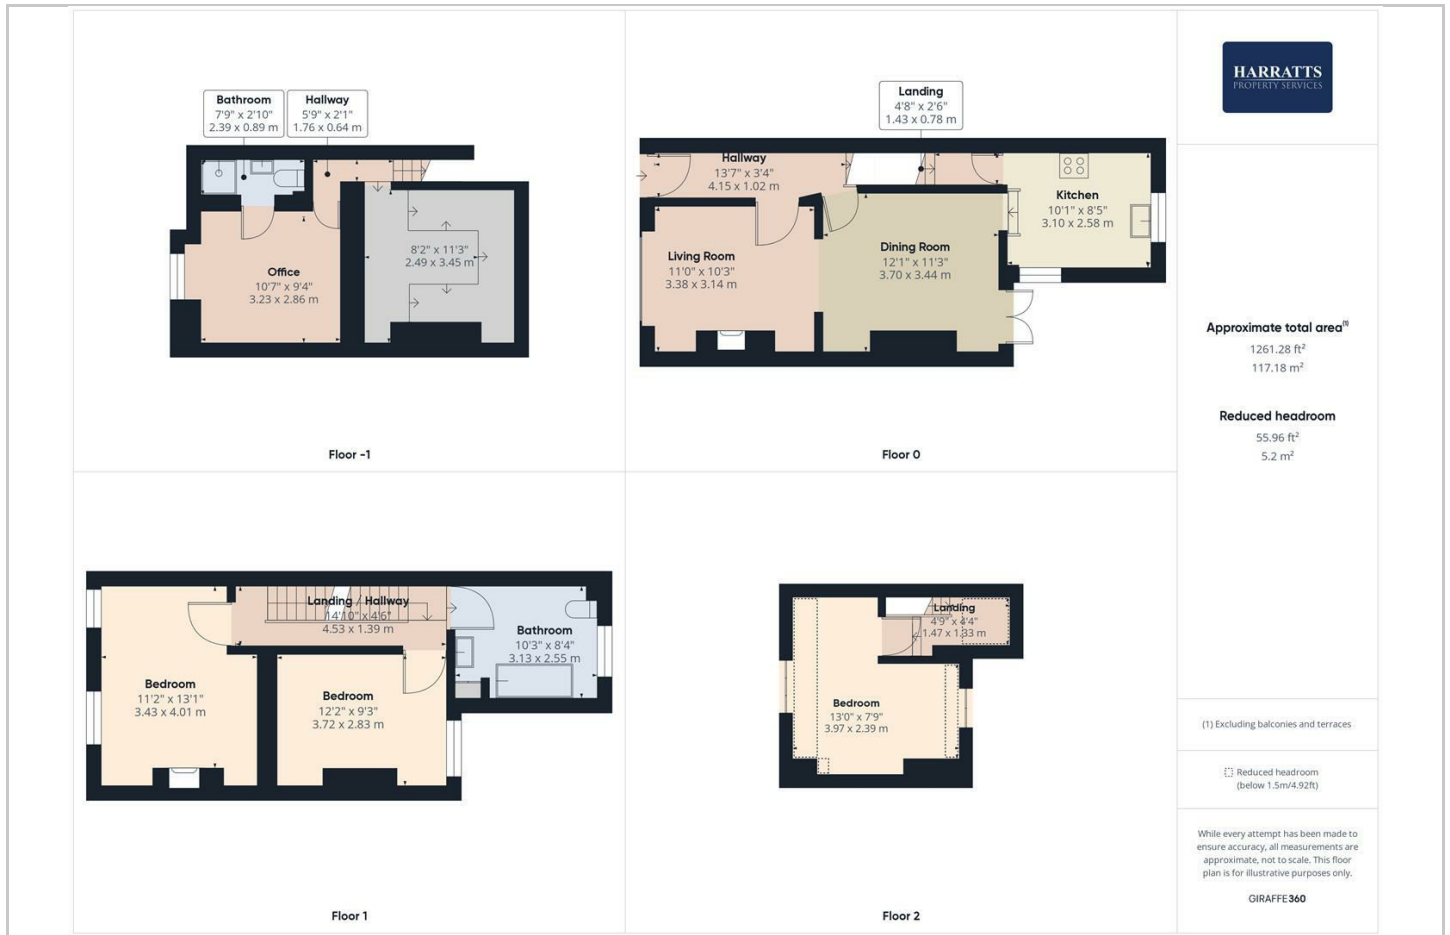 Bathroom
7'9" x 2'10"
2.39 x 0.89 m
Hallway
5'9" x 2'1"
1.76 x 0.64 m
Office
10'7" x 9'4"
3.23 x 2.86 m
8'2" x 11'3"
2.49 x 3.45 m
Floor -1
Landing
4'8" x 2'6"
1.43 x 0.78 m
Hallway
13'7" x 3'4"
4.15 x 1.02 m
Kitchen
10'1" x 8'5"
3.10 x 2.58 m
Living Room
11'0" x 10'3"
3.38 x 3.14 m
Dining Room
12'1" x 11'3"
3.70 x 3.44 m
Floor 0
Landing / Hallway
14'10" x 4'6"
4.53 x 1.39 m
Bathroom
10'3" x 8'4"
3.13 x 2.55 m
Bedroom
11'2" x 13'1"
3.43 x 4.01 m
Bedroom
12'2" x 9'3"
3.72 x 2.83 m
Floor 1
Landing
4'9" x 4'4"
1.47 x 1.33 m
Bedroom
13'0" x 7'9"
3.97 x 2.39 m
Floor 2
HARRATTS
PROPERTY SERVICES
Approximate total area(1)
1261.28 ft²
117.18 m²
Reduced headroom
55.96 ft²
5.2 m²
(1) Excluding balconies and terraces
Reduced headroom
(below 1.5m/4.92ft)
While every attempt has been made to
ensure accuracy, all measurements are
approximate, not to scale. This floor
plan is for illustrative purposes only.
GIRAFFE360